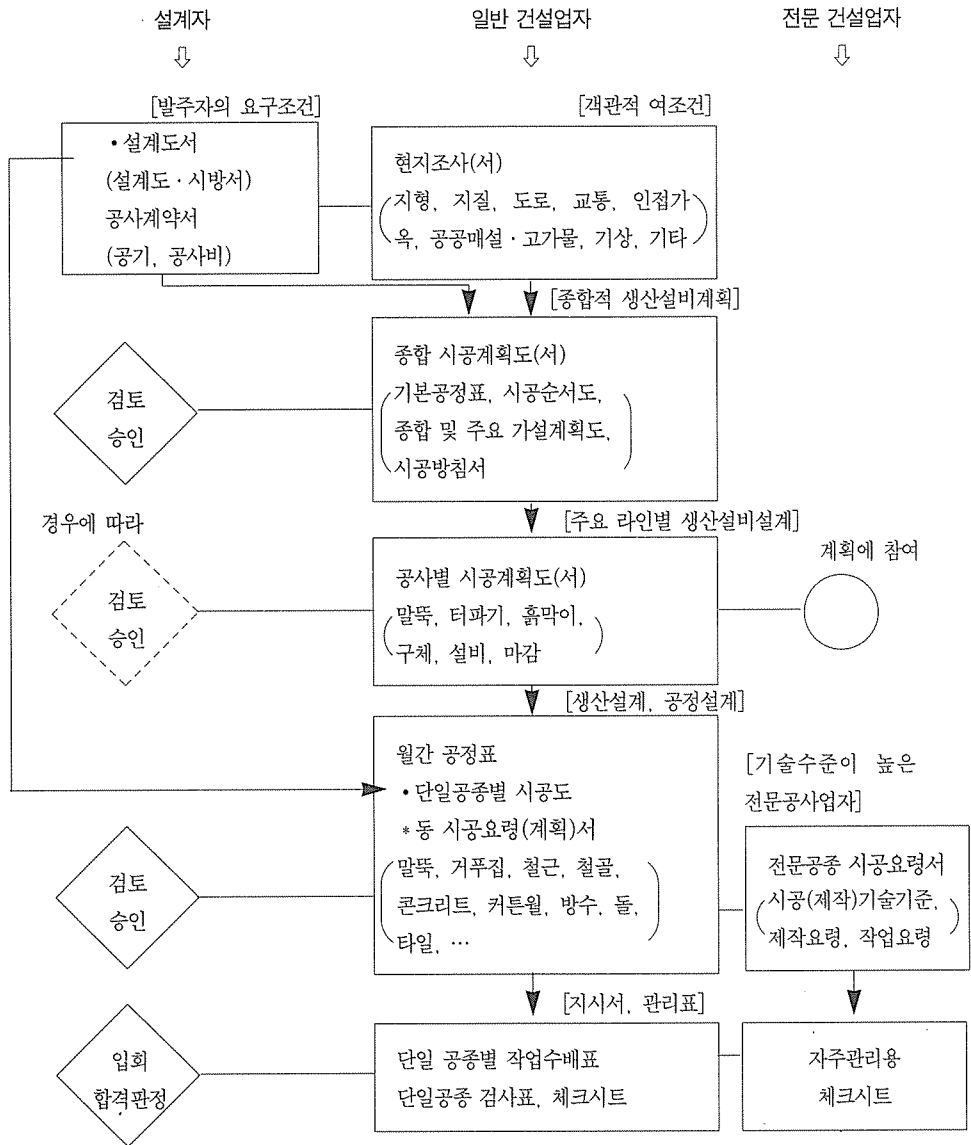 설계자
일반 건설업자
전문 건설업자
[발주자의 요구조건]
• 설계도서
(설계도 · 시방서)
공사계약서
(공기, 공사비)
[객관적 여조건]
현지조사(서)
(지형, 지질, 도로, 교통, 인접가
옥, 공공매설 · 고가물, 기상, 기타)
[종합적 생산설비계획]
종합 시공계획도(서)
(기본공정표, 시공순서도,
종합 및 주요 가설계획도,
시공방침서)
검토
승인
[주요 라인별 생산설비설계]
경우에 따라
검토
승인
공사별 시공계획도(서)
(말뚝, 터파기, 흙막이,
구체, 설비, 마감)
계획에 참여
[생산설계, 공정설계]
월간 공정표
• 단일공종별 시공도
* 동 시공요령(계획)서
(말뚝, 거푸집, 철근, 철골,
콘크리트, 커튼월, 방수, 돌,
타일, …)
검토
승인
[기술수준이 높은
전문공사업자]
전문공종 시공요령서
(시공(제작)기술기준,
제작요령, 작업요령)
[지시서, 관리표]
입회
합격판정
단일 공종별 작업수배표
단일공종 검사표, 체크시트
자주관리용
체크시트